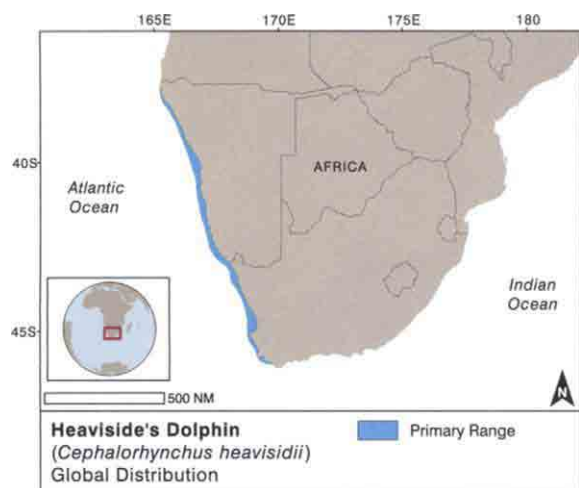 165E 170E 175E 180
40S
45S
AFRICA
Atlantic
Ocean
Indian
Ocean
500 NM
N
Heaviside's Dolphin
(Cephalorhynchus heavisidii)
Global Distribution
Primary Range